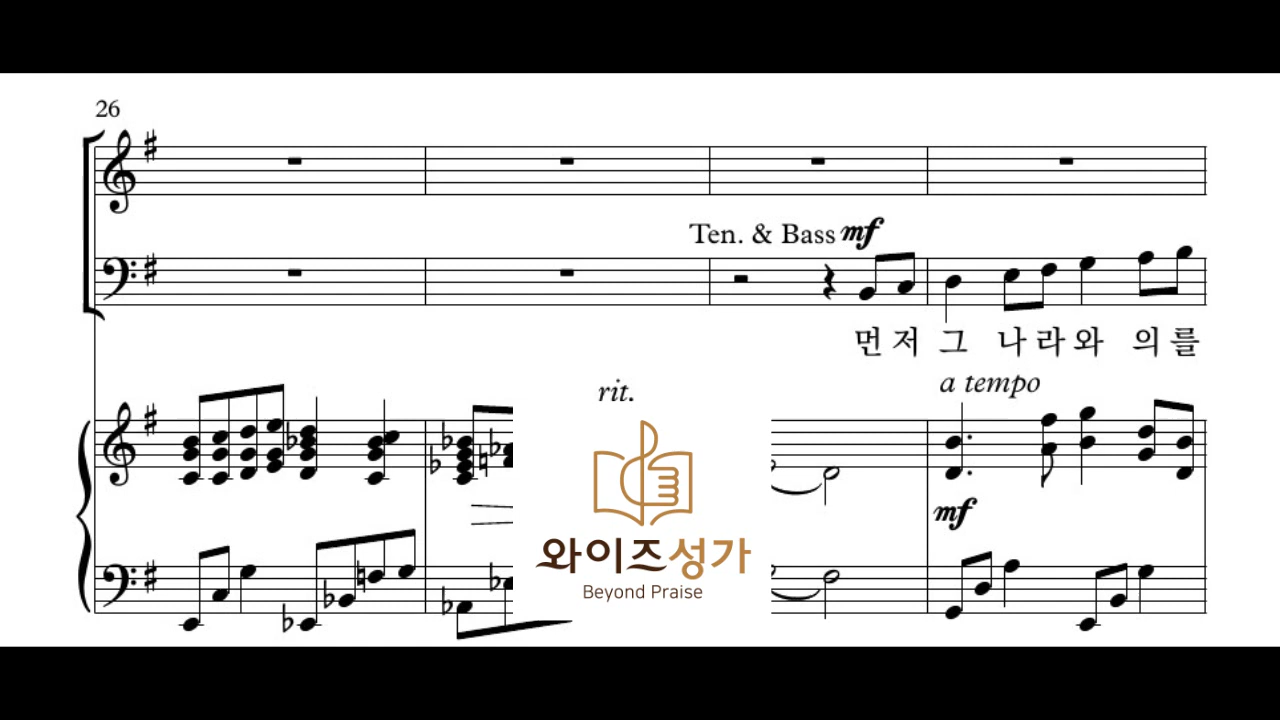 26
Ten. & Bass mf
먼 저 그 나 라 와 의 를
rit.
a tempo
mf
와이즈성가
Beyond Praise